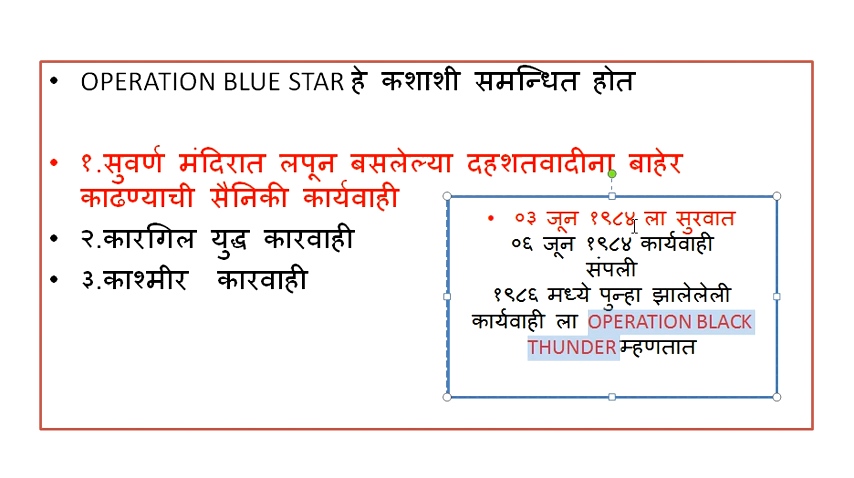 • OPERATION BLUE STAR हे कशाशी समन्धित होत
• १.सुवर्ण मंदिरात लपून बसलेल्या दहशतवादीना बाहेर
काढण्याची सैनिकी कार्यवाही
• २.कारगिल युद्ध कारवाही
• ३.काश्मीर कारवाही
• ०३ जून १९८४ ला सुरवात
०६ जून १९८४ कार्यवाही
संपली
१९८६ मध्ये पुन्हा झालेलेली
कार्यवाही ला OPERATION BLACK
THUNDER म्हणतात